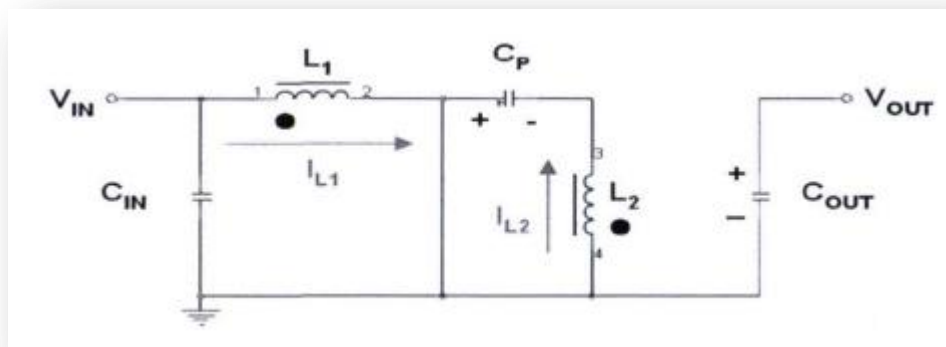 L1
CP
VIN
1
2
+ -
VOUT
IL1
3
CIN
IL2
L2
+
COUT
-
4